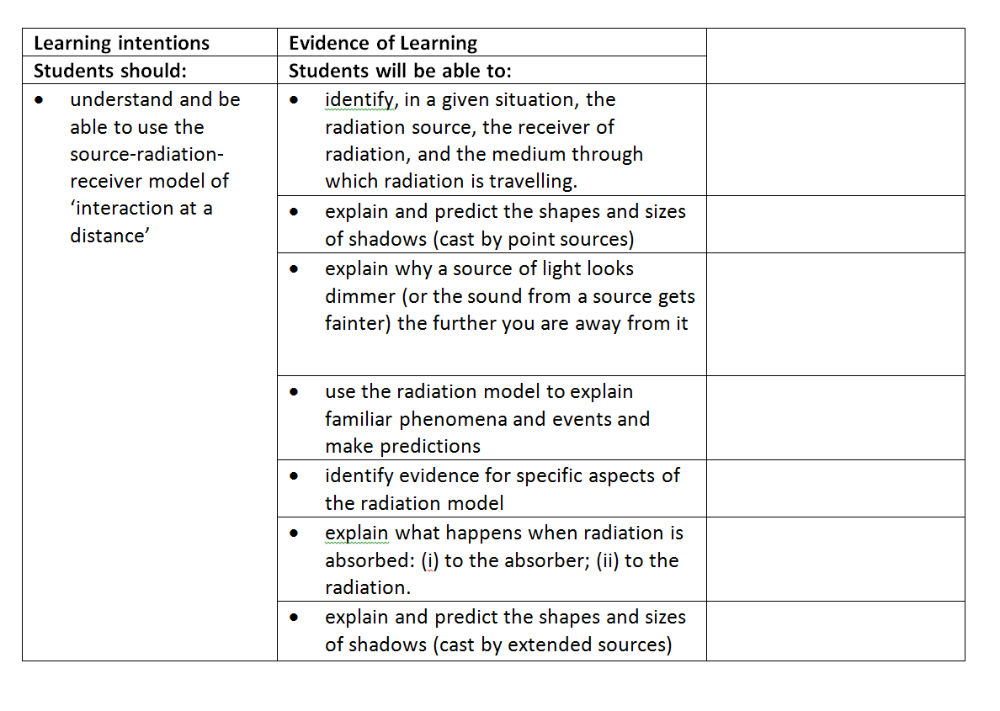 Learning intentions
Evidence of Learning
Students should:
Students will be able to:
• understand and be
able to use the
source-radiation-
receiver model of
‘interaction at a
distance’
• identify, in a given situation, the
radiation source, the receiver of
radiation, and the medium through
which radiation is travelling.
• explain and predict the shapes and sizes
of shadows (cast by point sources)
• explain why a source of light looks
dimmer (or the sound from a source gets
fainter) the further you are away from it
• use the radiation model to explain
familiar phenomena and events and
make predictions
• identify evidence for specific aspects of
the radiation model
• explain what happens when radiation is
absorbed: (i) to the absorber; (ii) to the
radiation.
• explain and predict the shapes and sizes
of shadows (cast by extended sources)